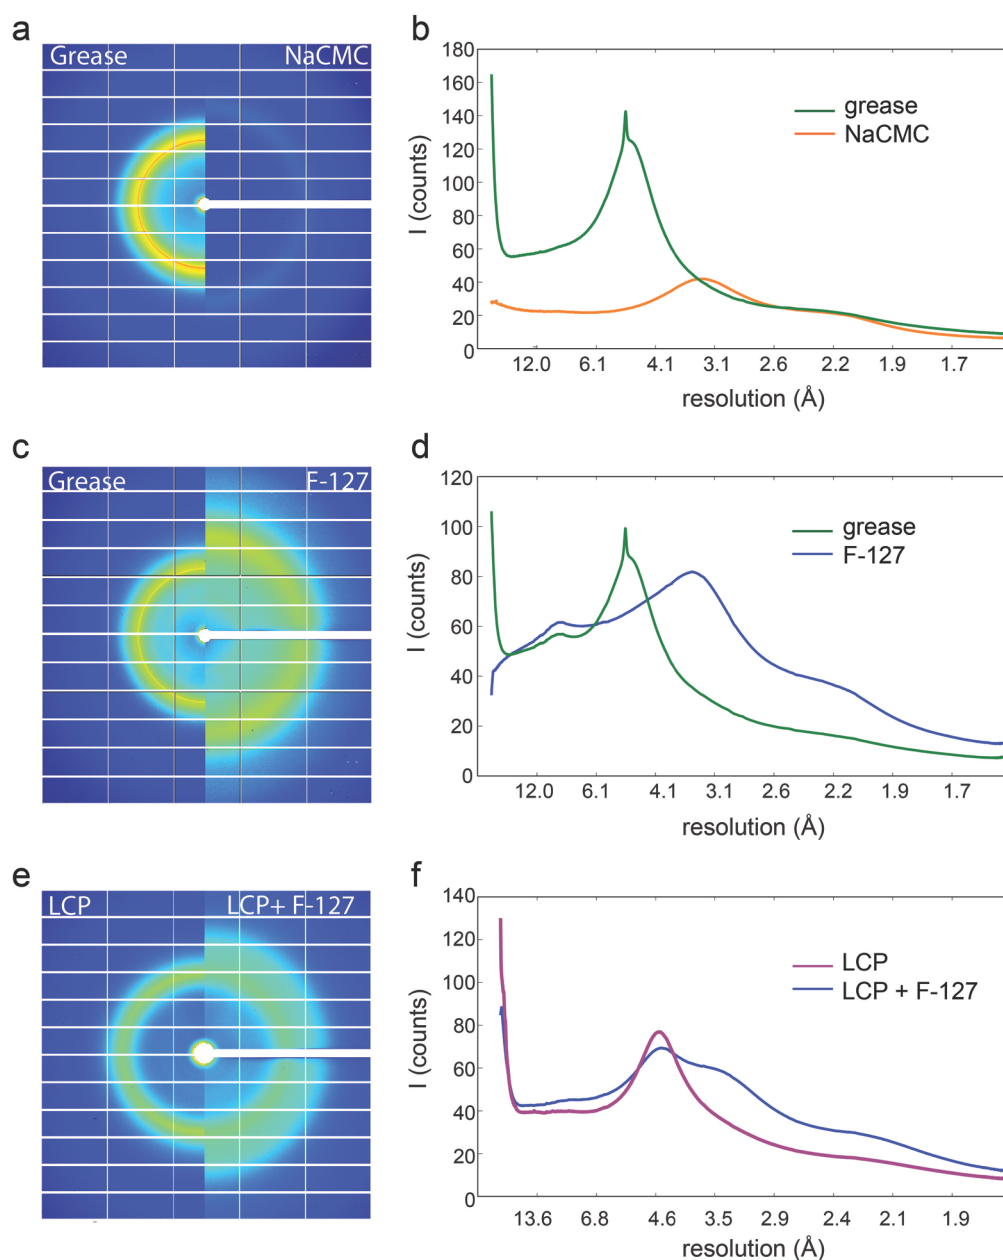 a
Grease NaCMC
b
180
160
140
120
100
80
60
40
20
0
I (counts)
grease
NaCMC
12.0 6.1 4.1 3.1 2.6 2.2 1.9 1.7
resolution (Å)
c
Grease F-127
d
120
100
80
60
40
20
0
I (counts)
grease
F-127
12.0 6.1 4.1 3.1 2.6 2.2 1.9 1.7
resolution (Å)
e
LCP LCP+ F-127
f
140
120
100
80
60
40
20
0
I (counts)
LCP
LCP + F-127
13.6 6.8 4.6 3.5 2.9 2.4 2.1 1.9
resolution (Å)